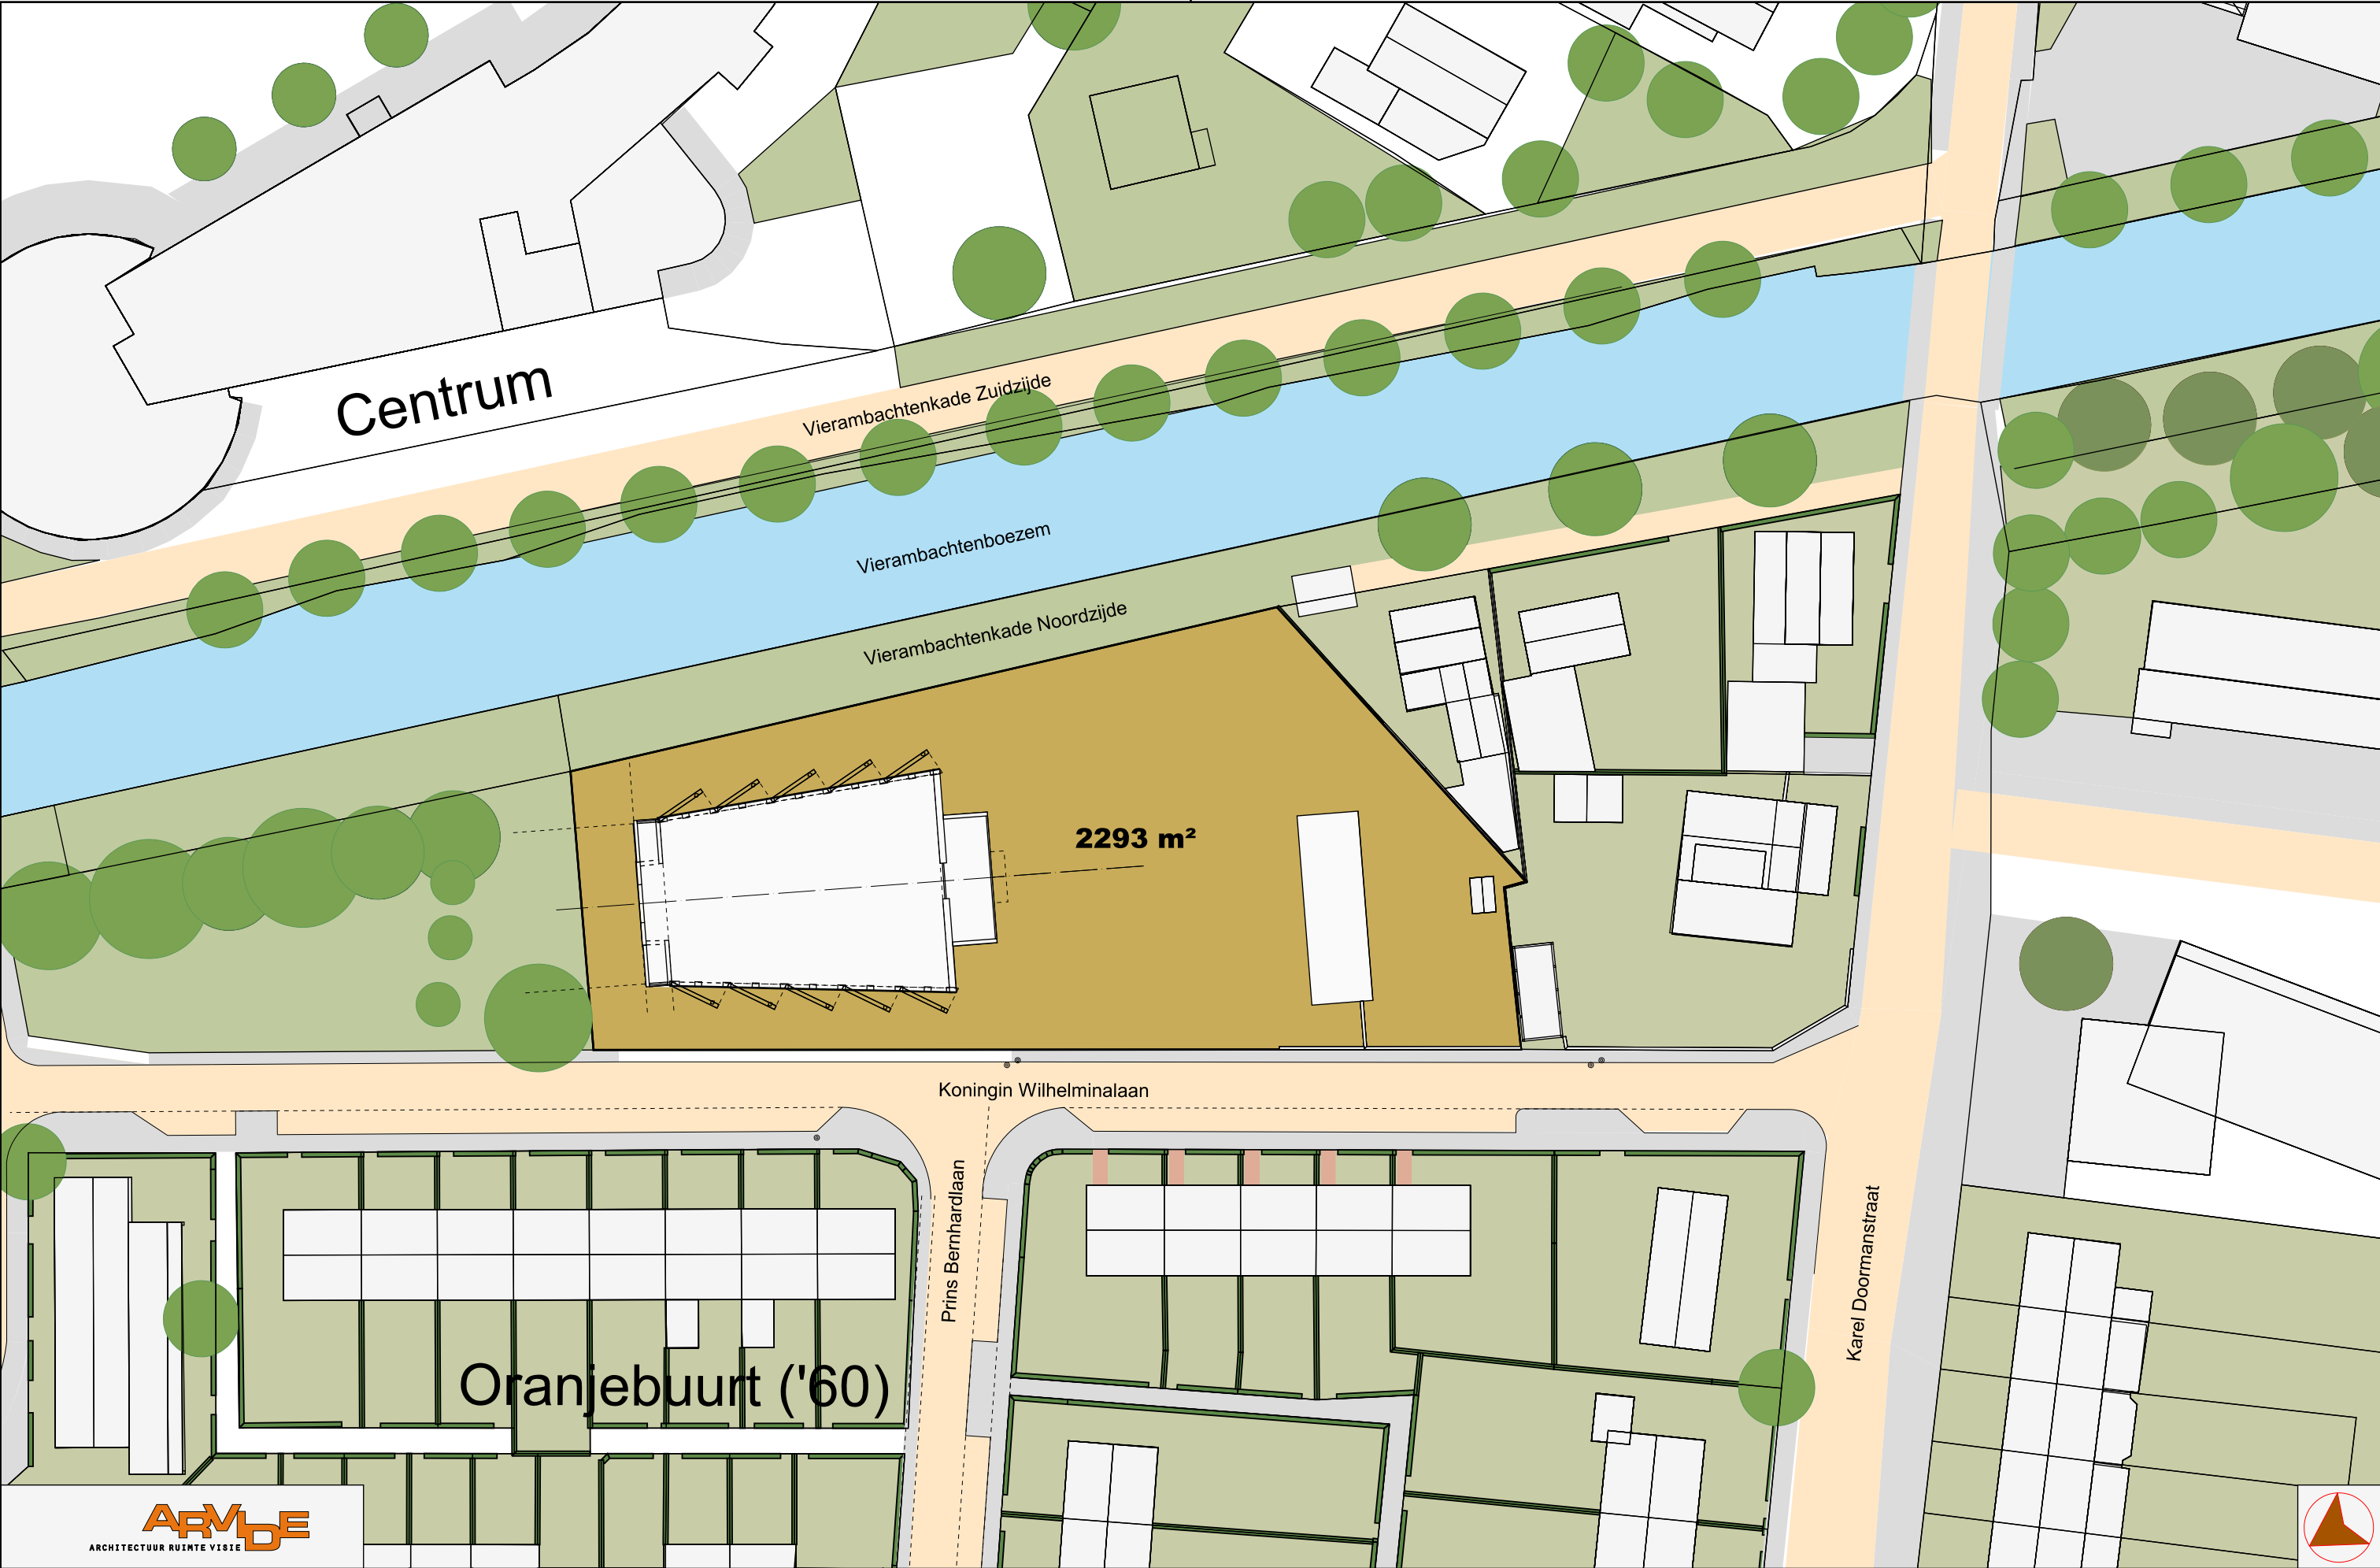 Centrum
Vierambachtenkade Zuidzijde
Vierambachtenboezem
Vierambachtenkade Noordzijde
2293 m²
Koningin Wilhelminalaan
Prins Bernhardlaan
Karel Doormanstraat
Oranjebuurt ('60)
ARVIDE
ARCHITECTUUR RUIMTE VISIE